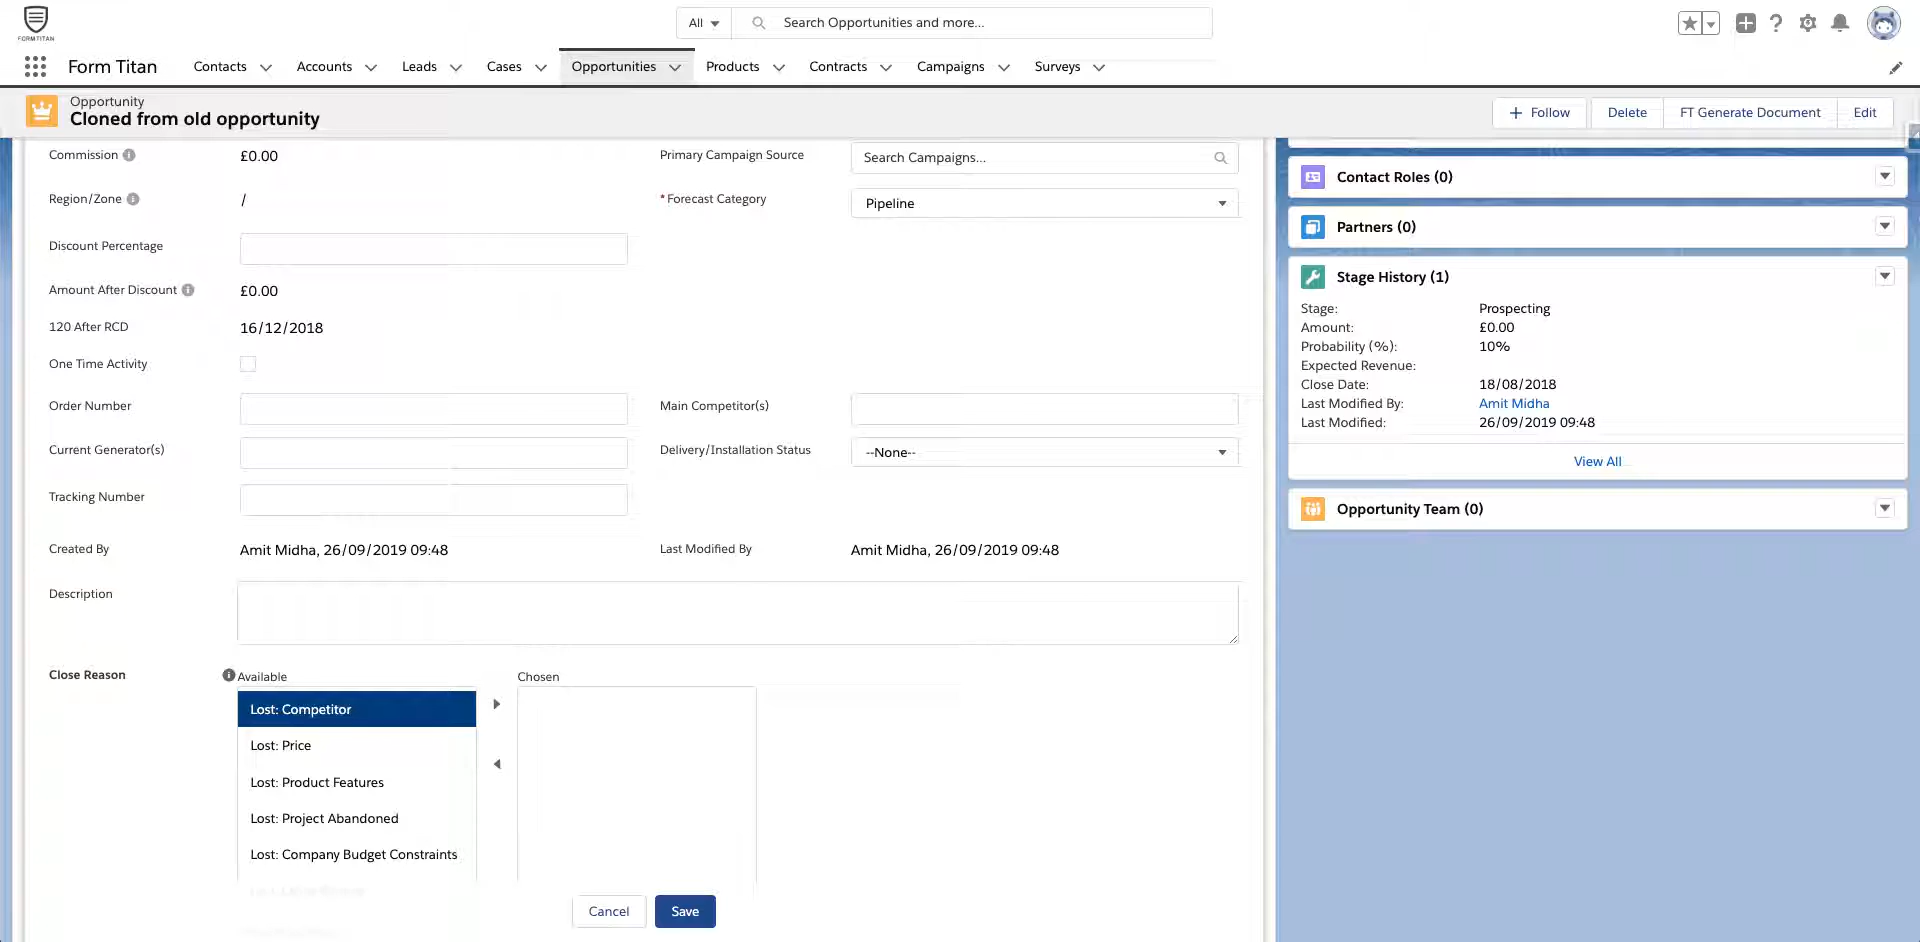 FORMTITAN
All
Search Opportunities and more...
Form Titan
Contacts
Accounts
Leads
Cases
Opportunities
Products
Contracts
Campaigns
Surveys
Opportunity
Cloned from old opportunity
Follow
Delete
FT Generate Document
Edit
Commission
£0.00
Primary Campaign Source
Search Campaigns...
Region/Zone
/
*Forecast Category
Pipeline
Discount Percentage
Amount After Discount
£0.00
120 After RCD
16/12/2018
One Time Activity
Order Number
Main Competitor(s)
Current Generator(s)
Delivery/Installation Status
--None--
Tracking Number
Created By
Amit Midha, 26/09/2019 09:48
Last Modified By
Amit Midha, 26/09/2019 09:48
Description
Close Reason
Available
Chosen
Lost: Competitor
Lost: Price
Lost: Product Features
Lost: Project Abandoned
Lost: Company Budget Constraints
Cancel
Save
Contact Roles (0)
Partners (0)
Stage History (1)
Stage: Prospecting
Amount: £0.00
Probability (%): 10%
Expected Revenue:
Close Date: 18/08/2018
Last Modified By: Amit Midha
Last Modified: 26/09/2019 09:48
View All
Opportunity Team (0)